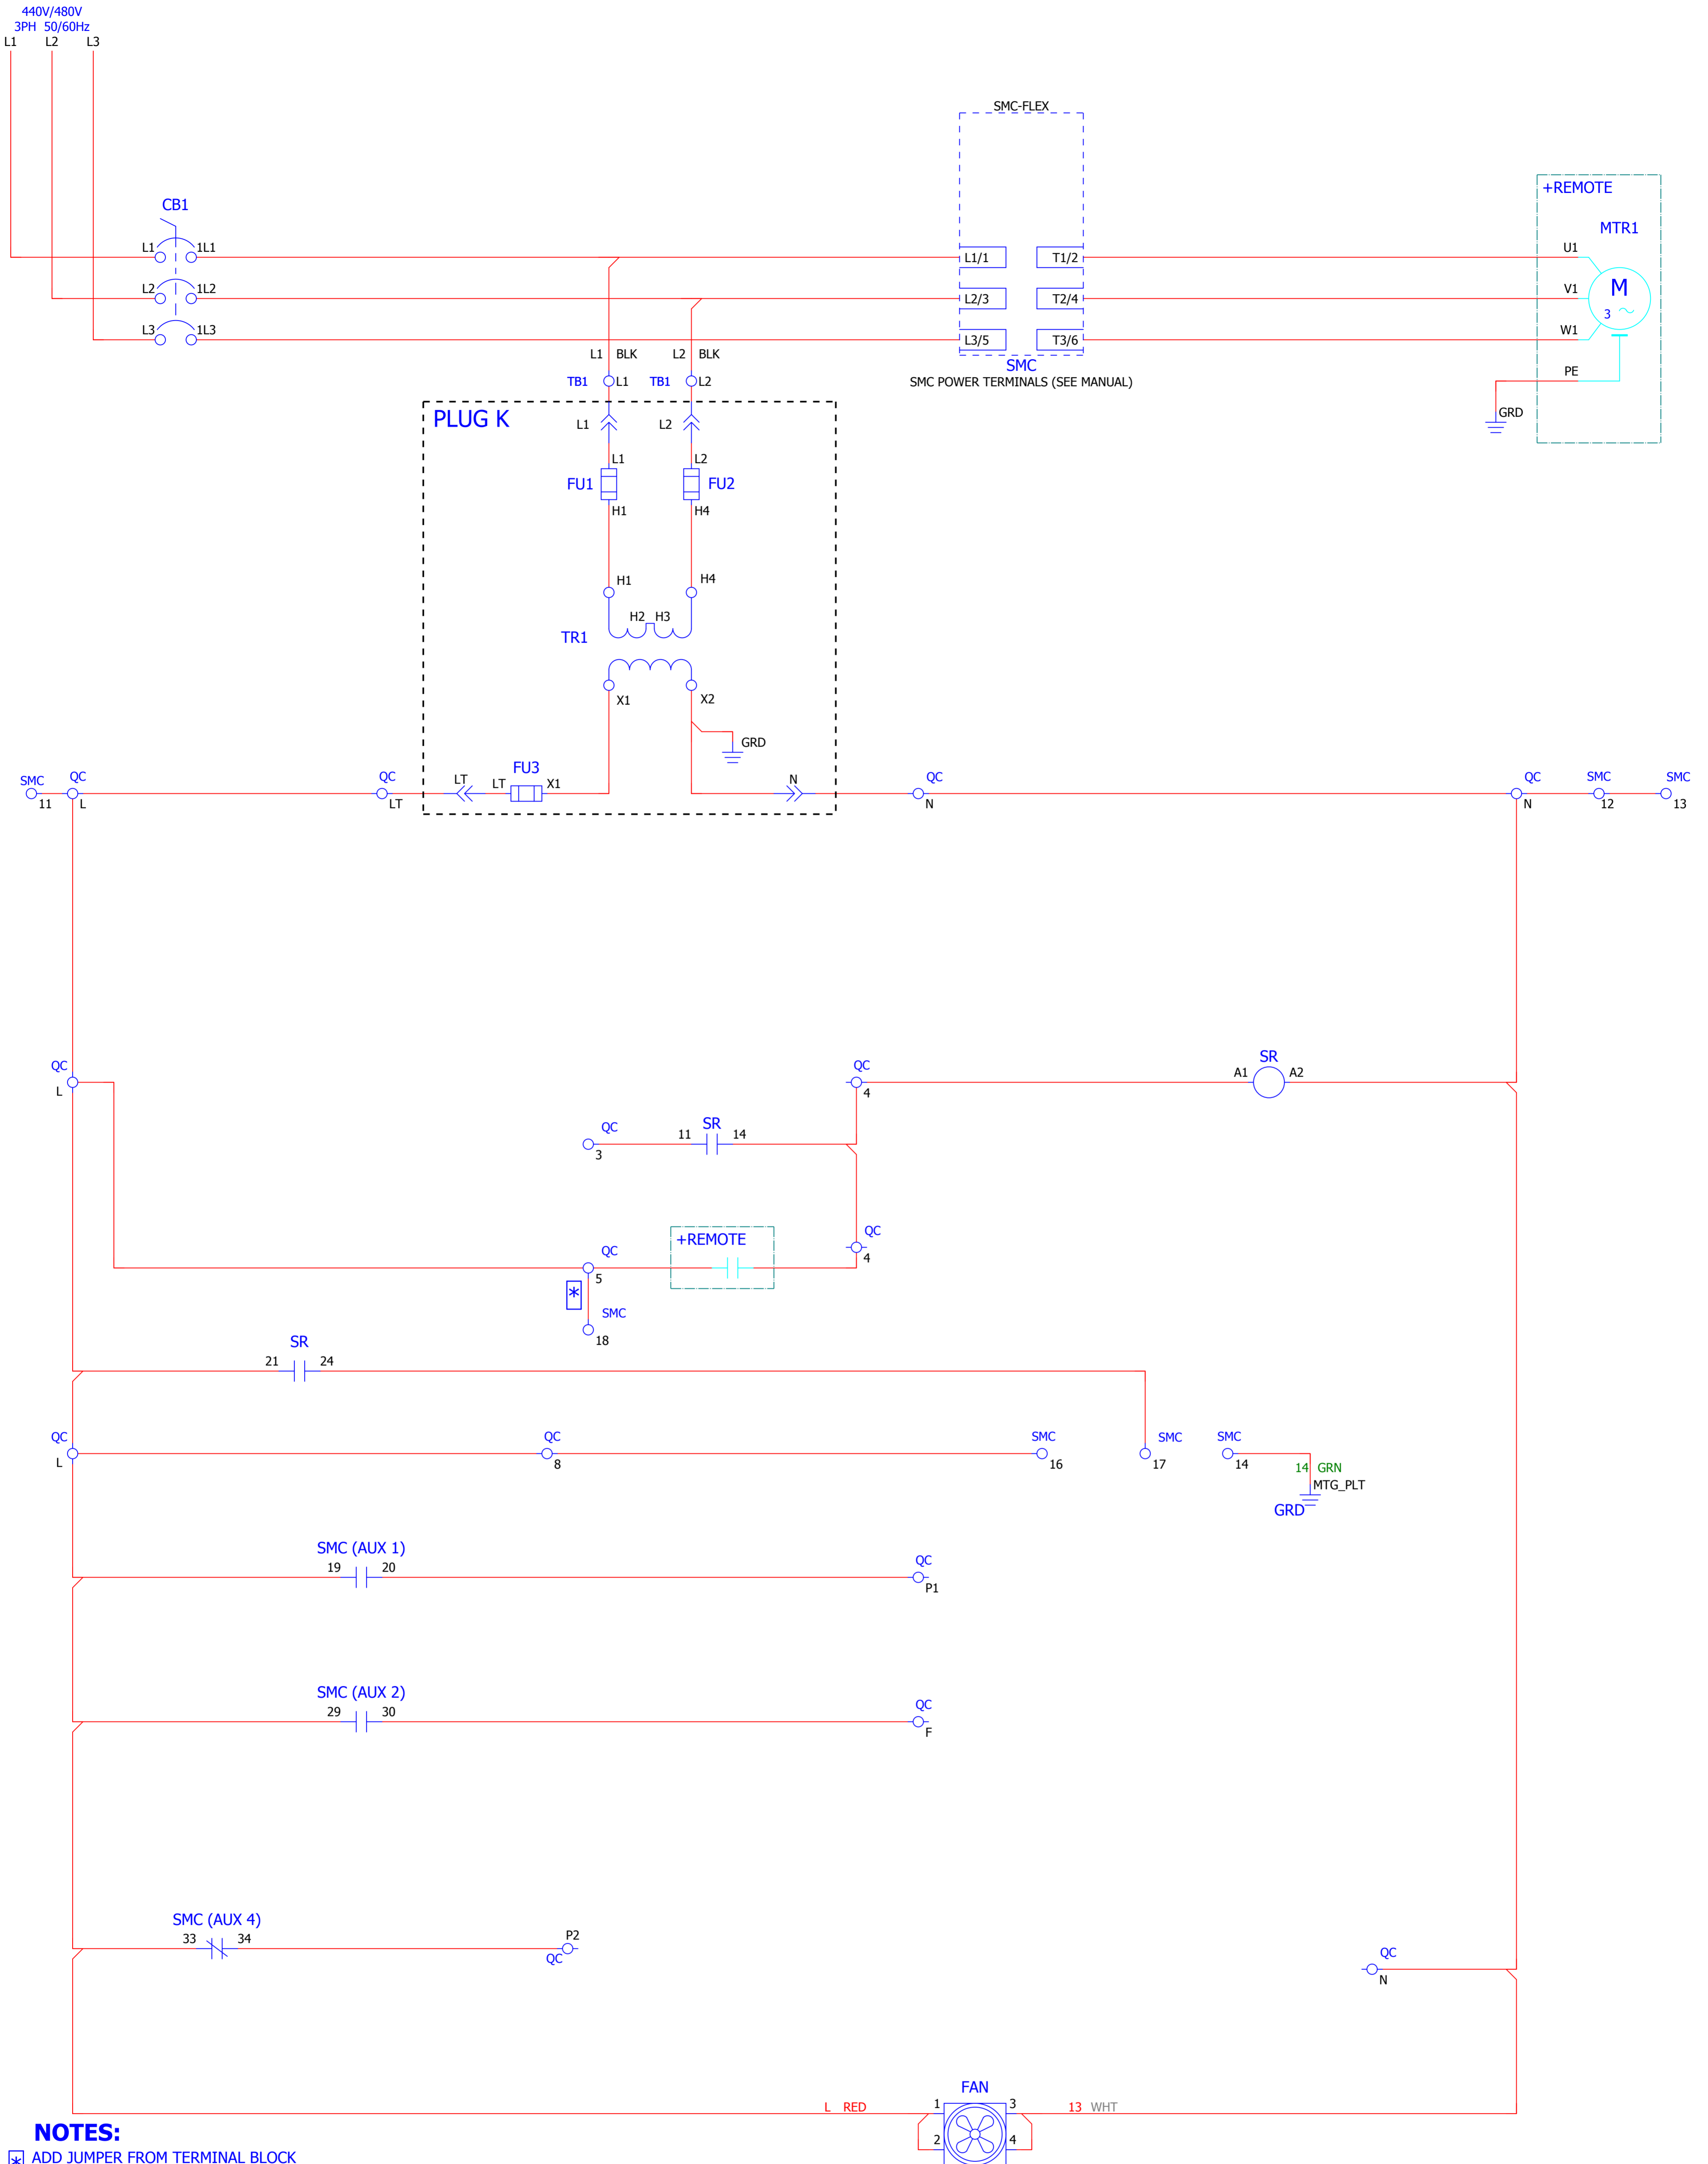 440V/480V
3PH 50/60Hz
L1 L2 L3
SMC-FLEX
+REMOTE
CB1
MTR1
L1 1L1 L1/1 T1/2 U1
L2 1L2 L2/3 T2/4 V1
M
3
L3 1L3 L3/5 T3/6 W1
L1 BLK L2 BLK
SMC
PE
TB1 L1 TB1 L2
SMC POWER TERMINALS (SEE MANUAL)
PLUG K
L1 L2
GRD
L1 L2
FU1 FU2
H1 H4
H1 H4
H2 H3
TR1
X1 X2
GRD
FU3
SMC QC QC LT LT X1 N QC QC SMC SMC
11 L LT N N 12 13
QC QC SR
L 4 A1 A2
QC 11 SR 14
3
QC
+REMOTE
4
QC
5
*
SMC
18
SR
21 24
QC QC SMC SMC SMC
L 8 16 17 14
14 GRN
MTG_PLT
GRD
SMC (AUX 1)
19 20 QC
P1
SMC (AUX 2)
29 30 QC
F
SMC (AUX 4)
33 34 P2
QC
QC
N
FAN
L RED 1 3 13 WHT
2 4
NOTES:
* ADD JUMPER FROM TERMINAL BLOCK